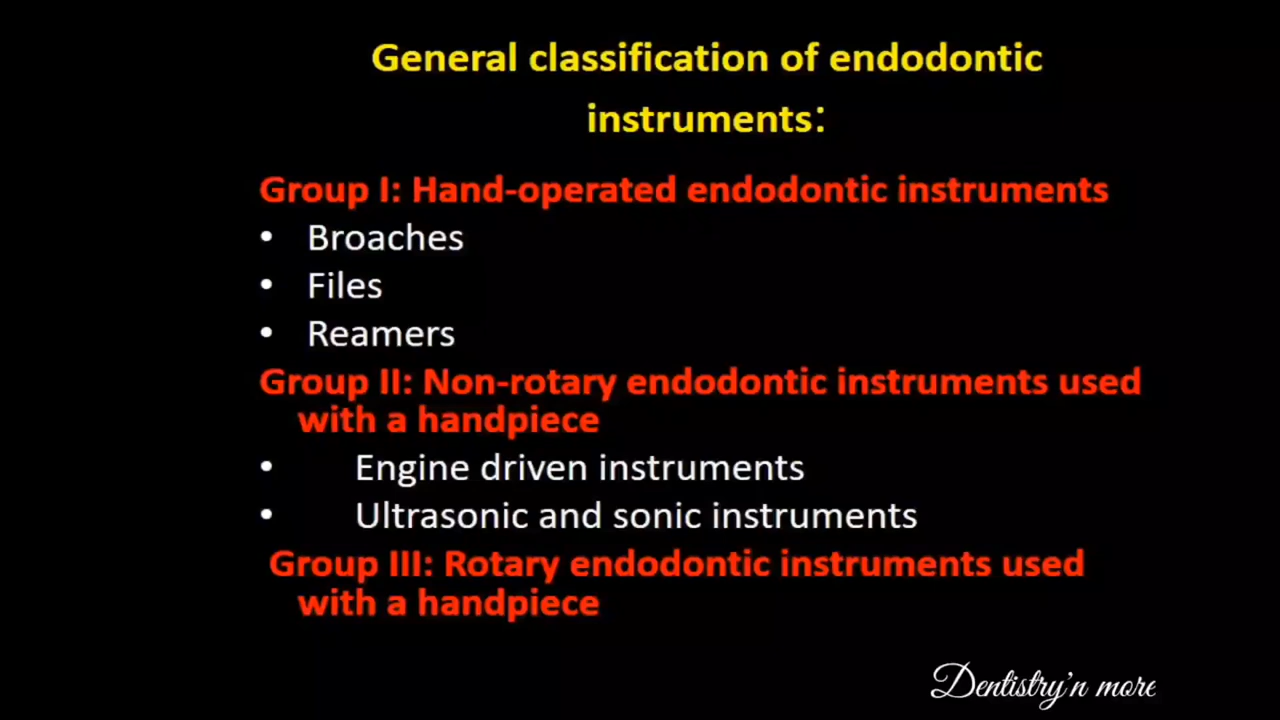 General classification of endodontic
instruments:
Group I: Hand-operated endodontic instruments
• Broaches
• Files
• Reamers
Group II: Non-rotary endodontic instruments used
with a handpiece
• Engine driven instruments
• Ultrasonic and sonic instruments
Group III: Rotary endodontic instruments used
with a handpiece
Dentistry'n more